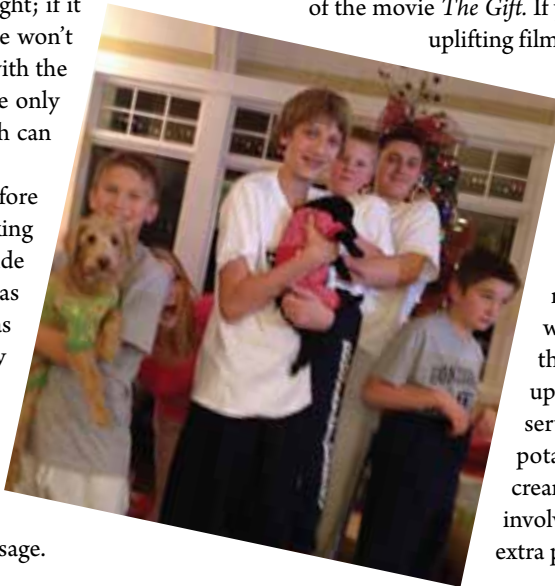 ght; if it
e won't
ith the
e only
h can
fore
king
de
as
as
y
sage.
of the movie The Gift. If
uplifting film
w
th
up
ser
pota
crea
involv
extra p